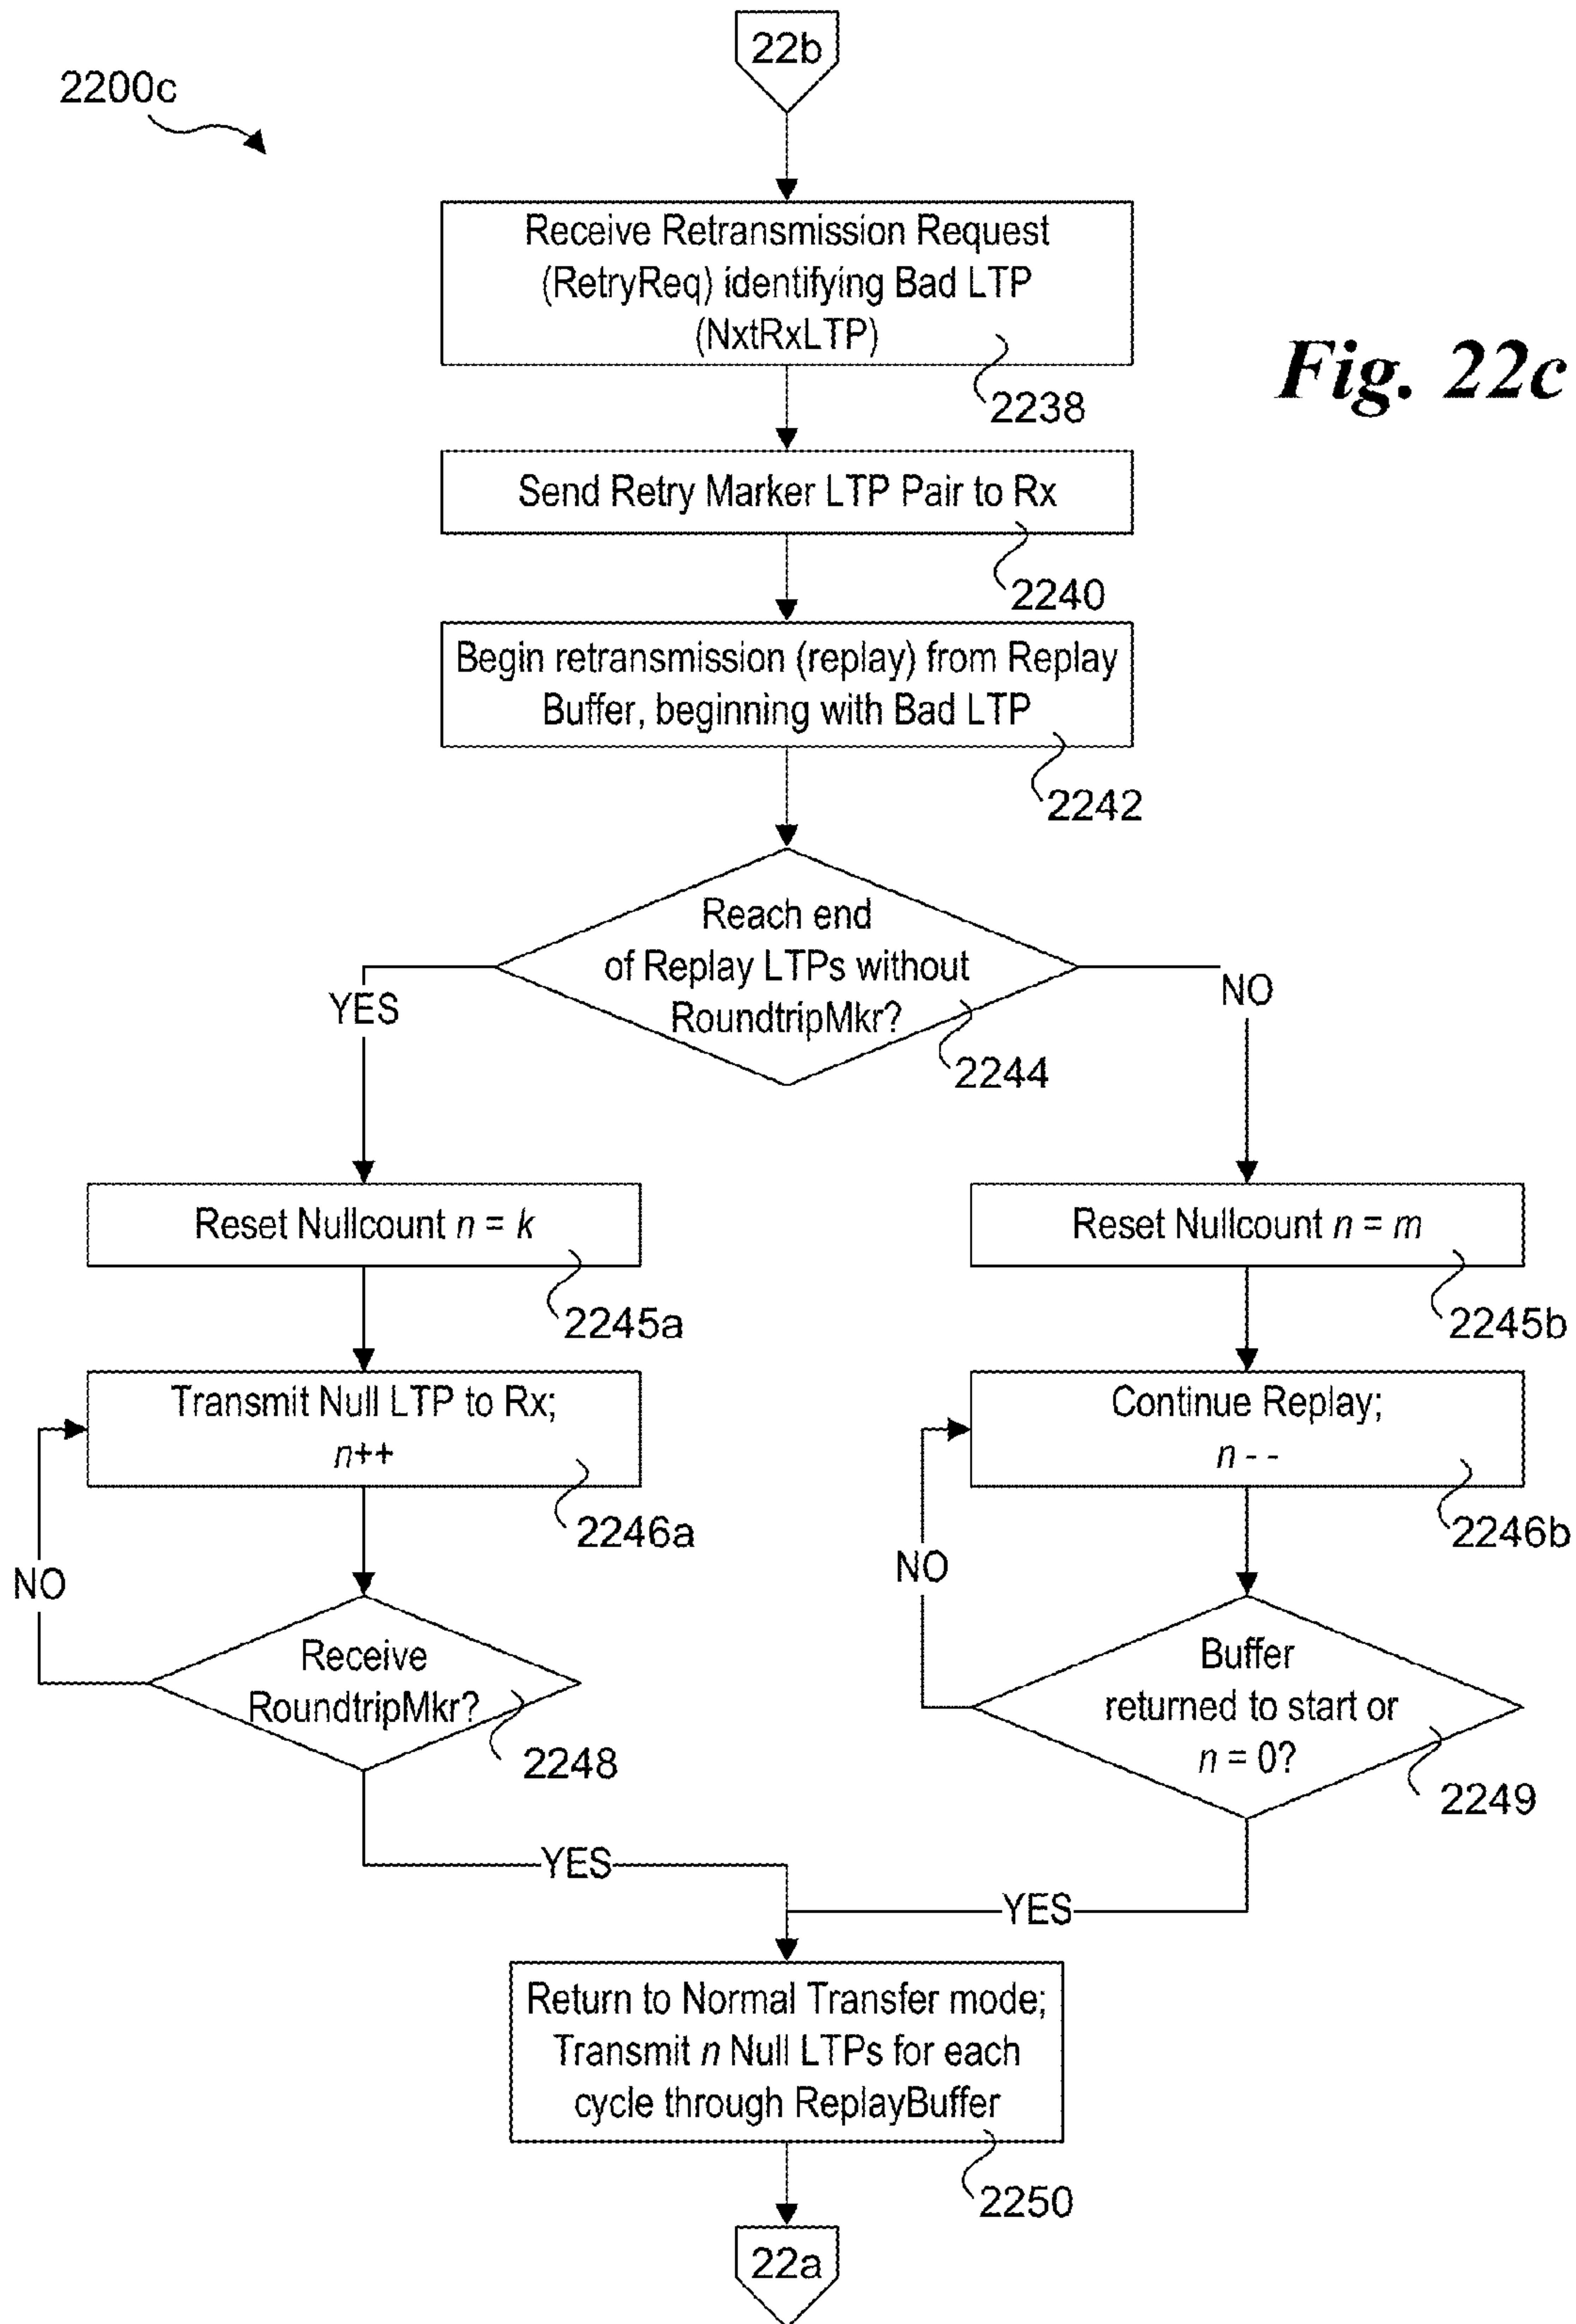 22b
2200c
Receive Retransmission Request
(RetryReq) identifying Bad LTP
(NxtRxLTP)
Fig. 22c
2238
Send Retry Marker LTP Pair to Rx
2240
Begin retransmission (replay) from Replay
Buffer, beginning with Bad LTP
2242
Reach end
of Replay LTPs without
RoundtripMkr?
YES
NO
2244
Reset Nullcount n = k
2245a
Reset Nullcount n = m
2245b
Transmit Null LTP to Rx;
n++
2246a
Continue Replay;
n - -
2246b
NO
Receive
RoundtripMkr?
2248
NO
Buffer
returned to start or
n = 0?
2249
YES
YES
Return to Normal Transfer mode;
Transmit n Null LTPs for each
cycle through ReplayBuffer
2250
22a